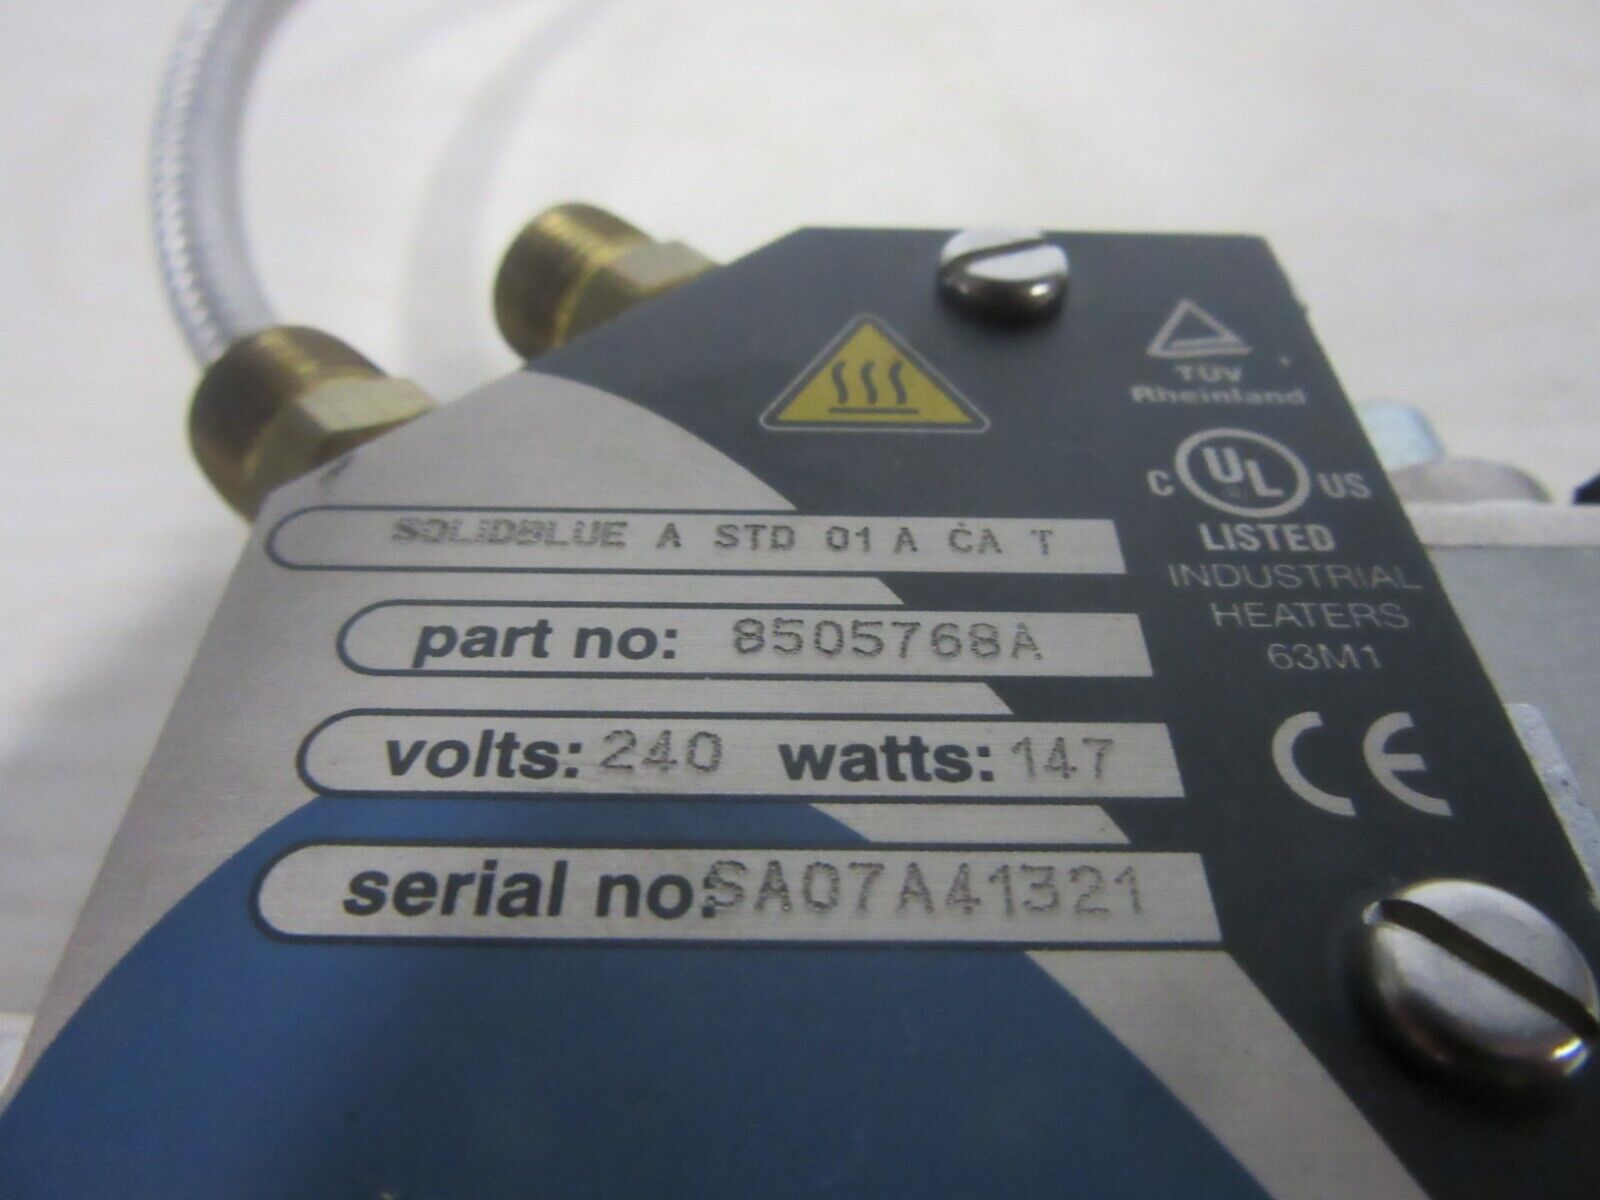 TÜV
Rheinland
C UL US
LISTED
INDUSTRIAL
HEATERS
63M1
CE
SOLIDBLUE A STD 01 A CA T
part no: 8505768A
volts: 240 watts: 147
serial no: SA07A41321